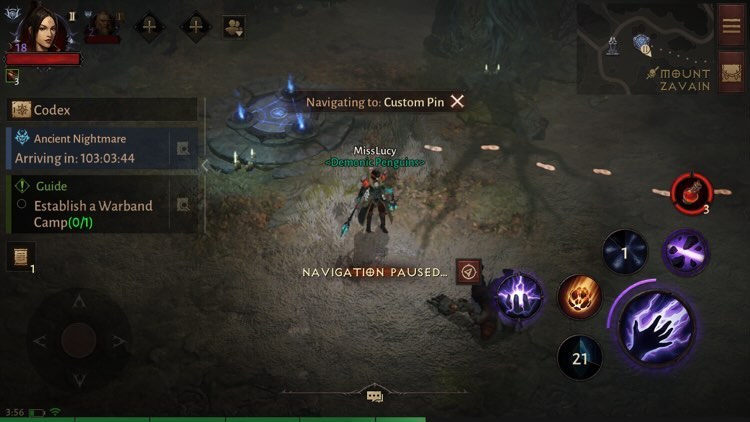 II
18
3
Codex
Ancient Nightmare
Arriving in: 103:03:44
Guide
Establish a Warband
Camp(0/1)
1
Navigating to: Custom Pin
MissLucy
<Demonic Penguins>
NAVIGATION PAUSED...
MOUNT
ZAVAIN
3
1
21
3:56